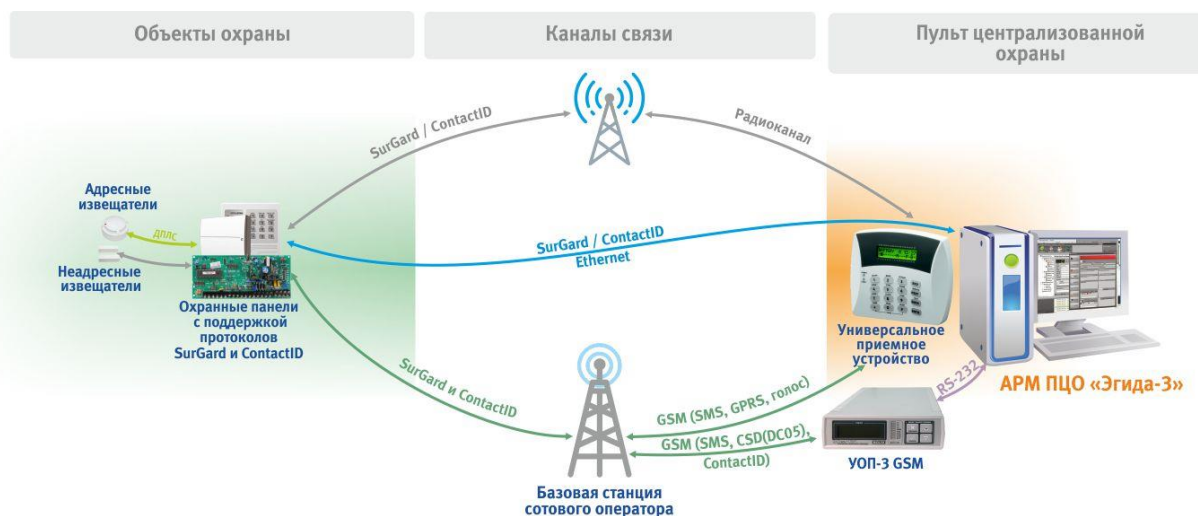 Объекты охраны
Каналы связи
Пульт централизованной
охраны
SurGard / ContactID
Радиоканал
Адресные
извещатели
ДПЛС
Неадресные
извещатели
SurGard / ContactID
Ethernet
Охранные панели
с поддержкой
протоколов
SurGard и ContactID
Универсальное
приемное
устройство
SurGard и ContactID
RS-232
АРМ ПЦО «Эгида-3»
GSM (SMS, GPRS, голос)
GSM (SMS, CSD(DC05),
ContactID)
УОП-3 GSM
Базовая станция
сотового оператора